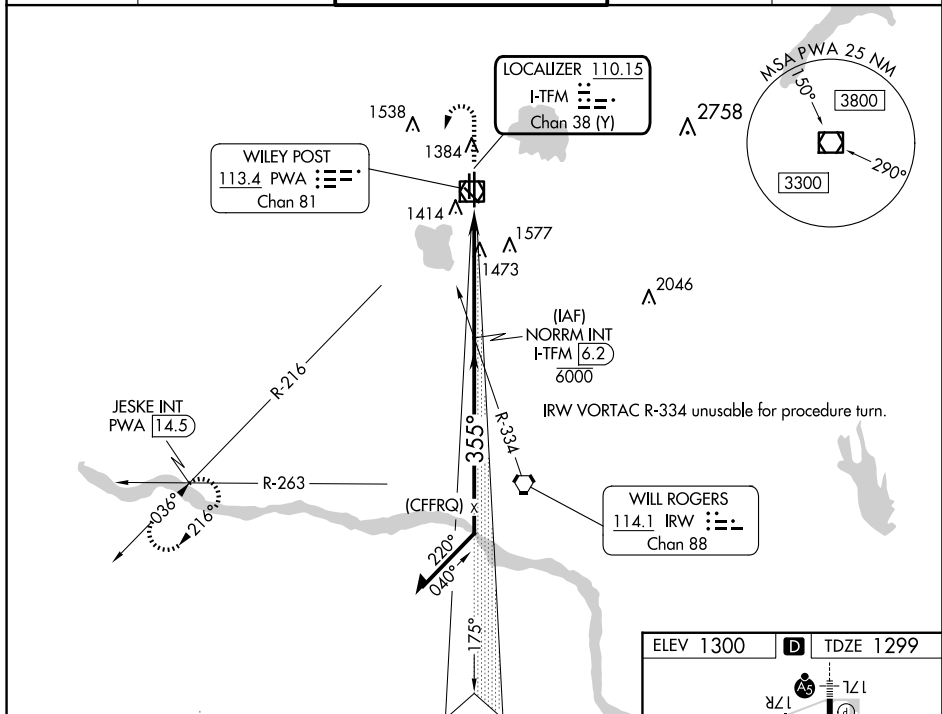 LOCALIZER 110.15
I-TFM
Chan 38 (Y)
MSA PWA 25 NM
150°
3800
290°
3300
1538
2758
1384
WILEY POST
113.4 PWA
Chan 81
1414
1577
1473
2046
(IAF)
NORRM INT
I-TFM 6.2
6000
R-216
IRW VORTAC R-334 unusable for procedure turn.
JESKE INT
PWA 14.5
R-334
355°
R-263
036°
216°
(CFFRQ) x
WILL ROGERS
114.1 IRW
Chan 88
220°
040°
175°
ELEV 1300 D TDZE 1299
A5
17L
17R